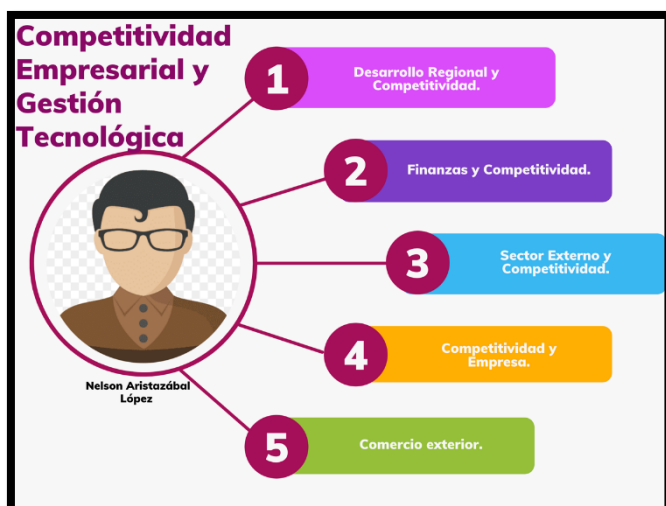 Competitividad
Empresarial y
Gestión
Tecnológica
1
Desarrollo Regional y
Competitividad.
2
Finanzas y Competitividad.
3
Sector Externo y
Competitividad.
4
Competitividad y
Empresa.
5
Comercio exterior.
Nelson Aristazábal
López